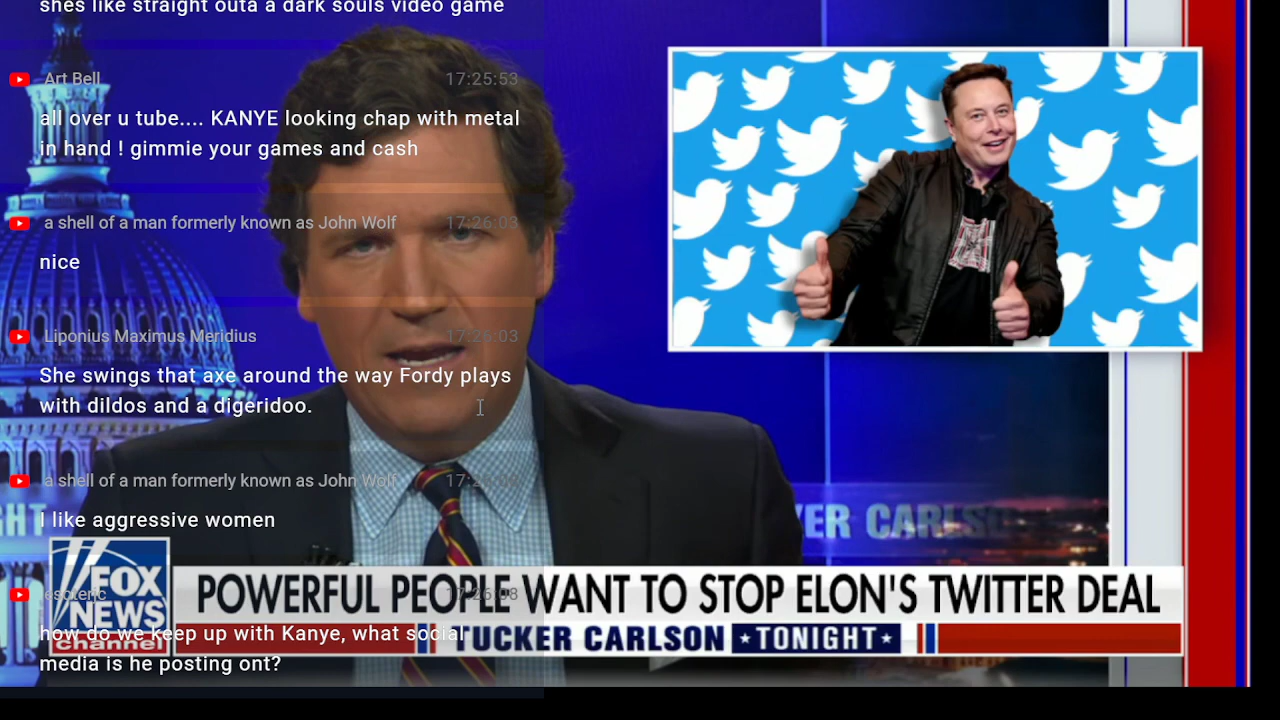 shes like straight outa a dark souls video game
Art Bell 17:25:53
all over u tube.... KANYE looking chap with metal
in hand ! gimmie your games and cash
a shell of a man formerly known as John Wolf 17:26:03
nice
Liponius Maximus Meridius 17:26:03
She swings that axe around the way Fordy plays
with dildos and a digeridoo.
a shell of a man formerly known as John Wolf
I like aggressive women
esoteric
how do we keep up with Kanye, what social
media is he posting ont?
GHT
KER CARLSO
FOX
NEWS
channel
POWERFUL PEOPLE WANT TO STOP ELON'S TWITTER DEAL
TUCKER CARLSON TONIGHT